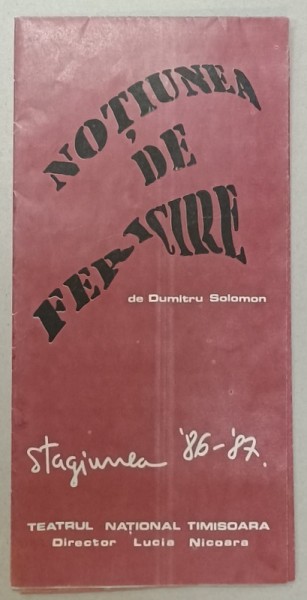 NOȚIUNEA
DE
FERICIRE
de Dumitru Solomon
stagiunea '86-'87.
TEATRUL NAȚIONAL TIMISOARA
Director Lucia Nicoara